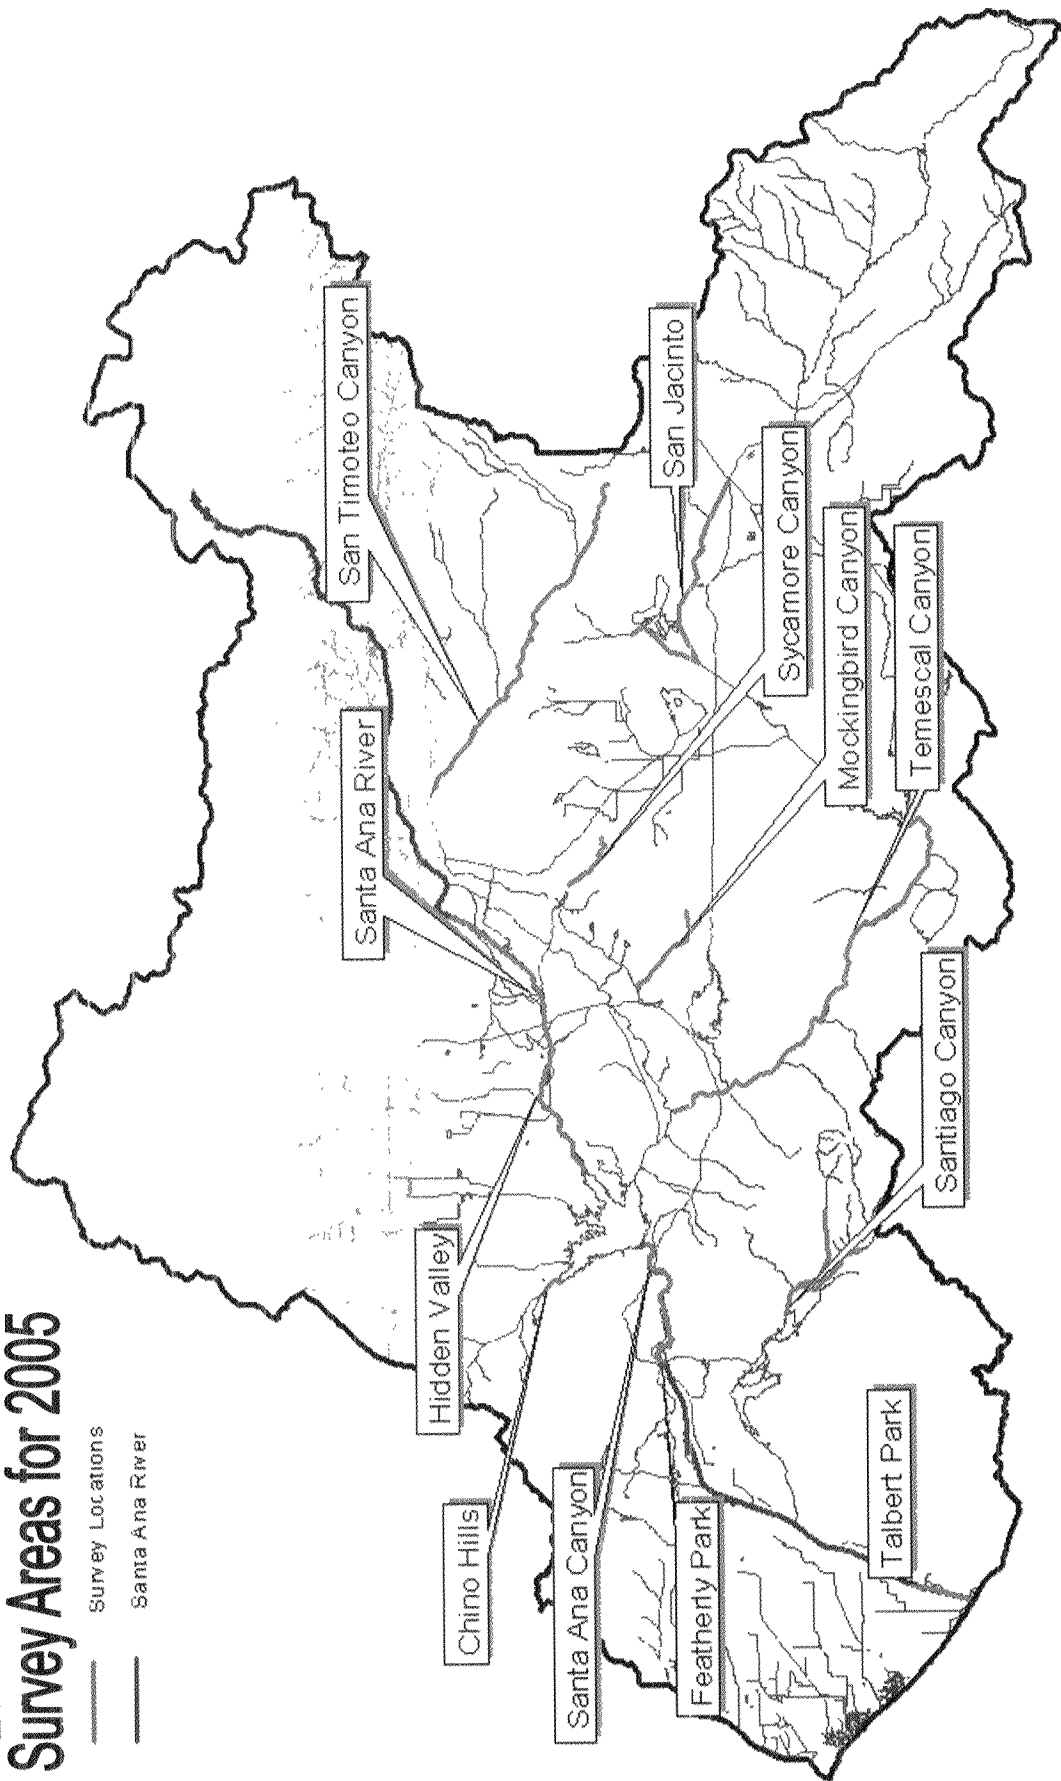 Survey Areas for 2005
Survey Locations
Santa Ana River
San Timoteo Canyon
Santa Ana River
San Jacinto
Sycamore Canyon
Mockingbird Canyon
Temescal Canyon
Hidden Valley
Santiago Canyon
Chino Hills
Santa Ana Canyon
Featherly Park
Talbert Park